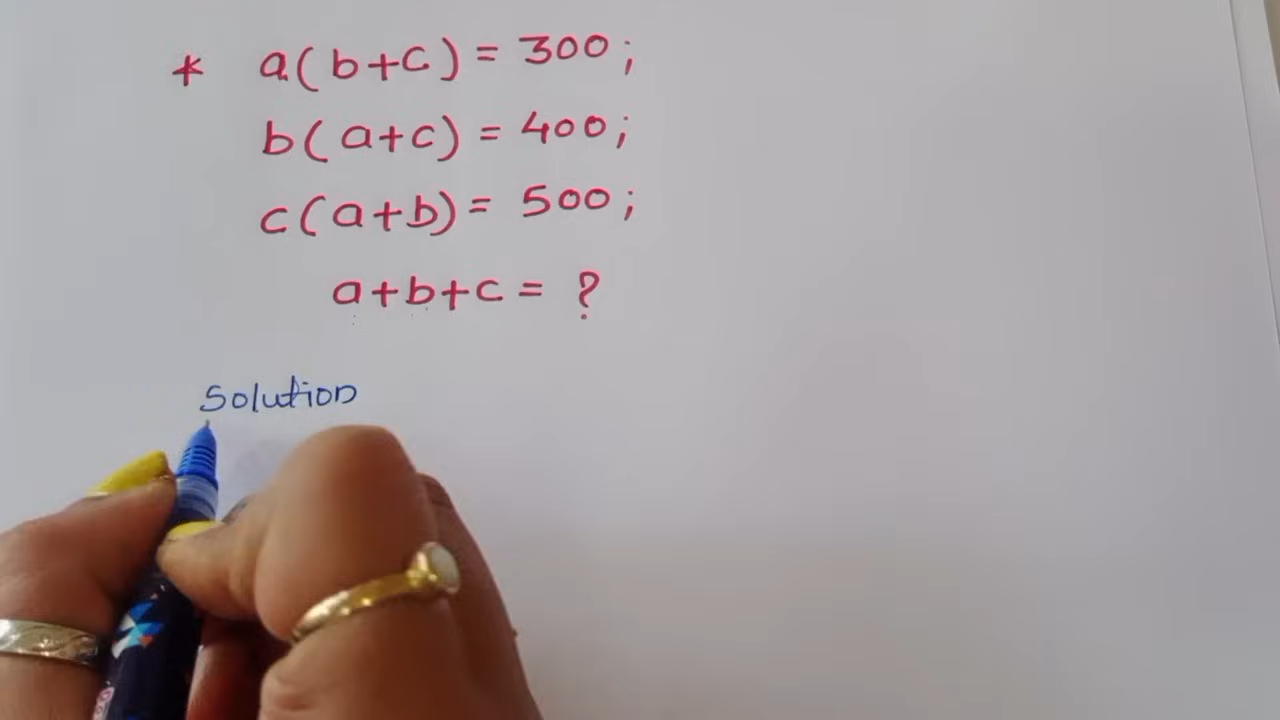 * a(b+c) = 300;
b(a+c) = 400;
c(a+b) = 500;
a+b+c = ?
Solution